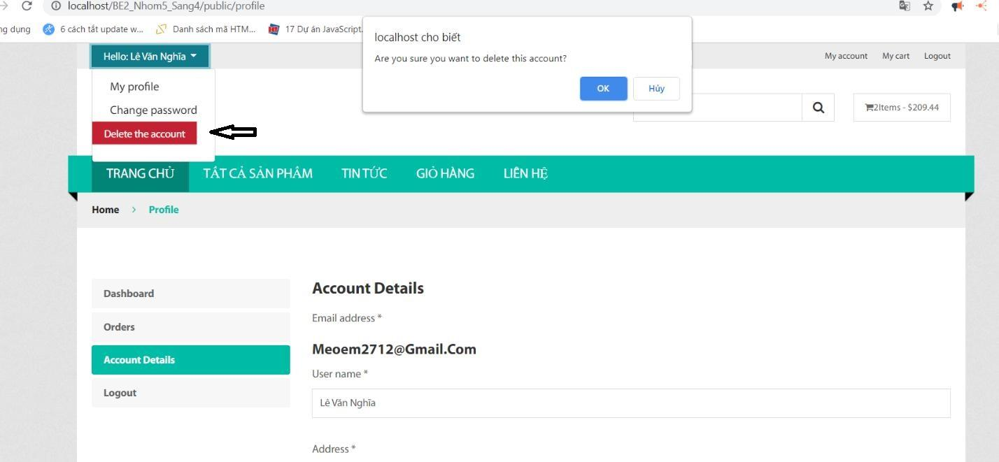 localhost/BE2_Nhom5_Sang4/public/profile
ng dụng
6 cách tắt update w...
Danh sách mã HTM...
17 Dự án JavaScript.
localhost cho biết
Are you sure you want to delete this account?
OK
Hủy
Hello: Lê Văn Nghĩa
My account
My cart
Logout
My profile
Change password
Delete the account
2Items - $209.44
TRANG CHỦ
TẤT CẢ SẢN PHẨM
TIN TỨC
GIỎ HÀNG
LIÊN HỆ
Home
Profile
Dashboard
Orders
Account Details
Logout
Account Details
Email address *
Meoem2712@Gmail.Com
User name *
Lê Văn Nghĩa
Address *